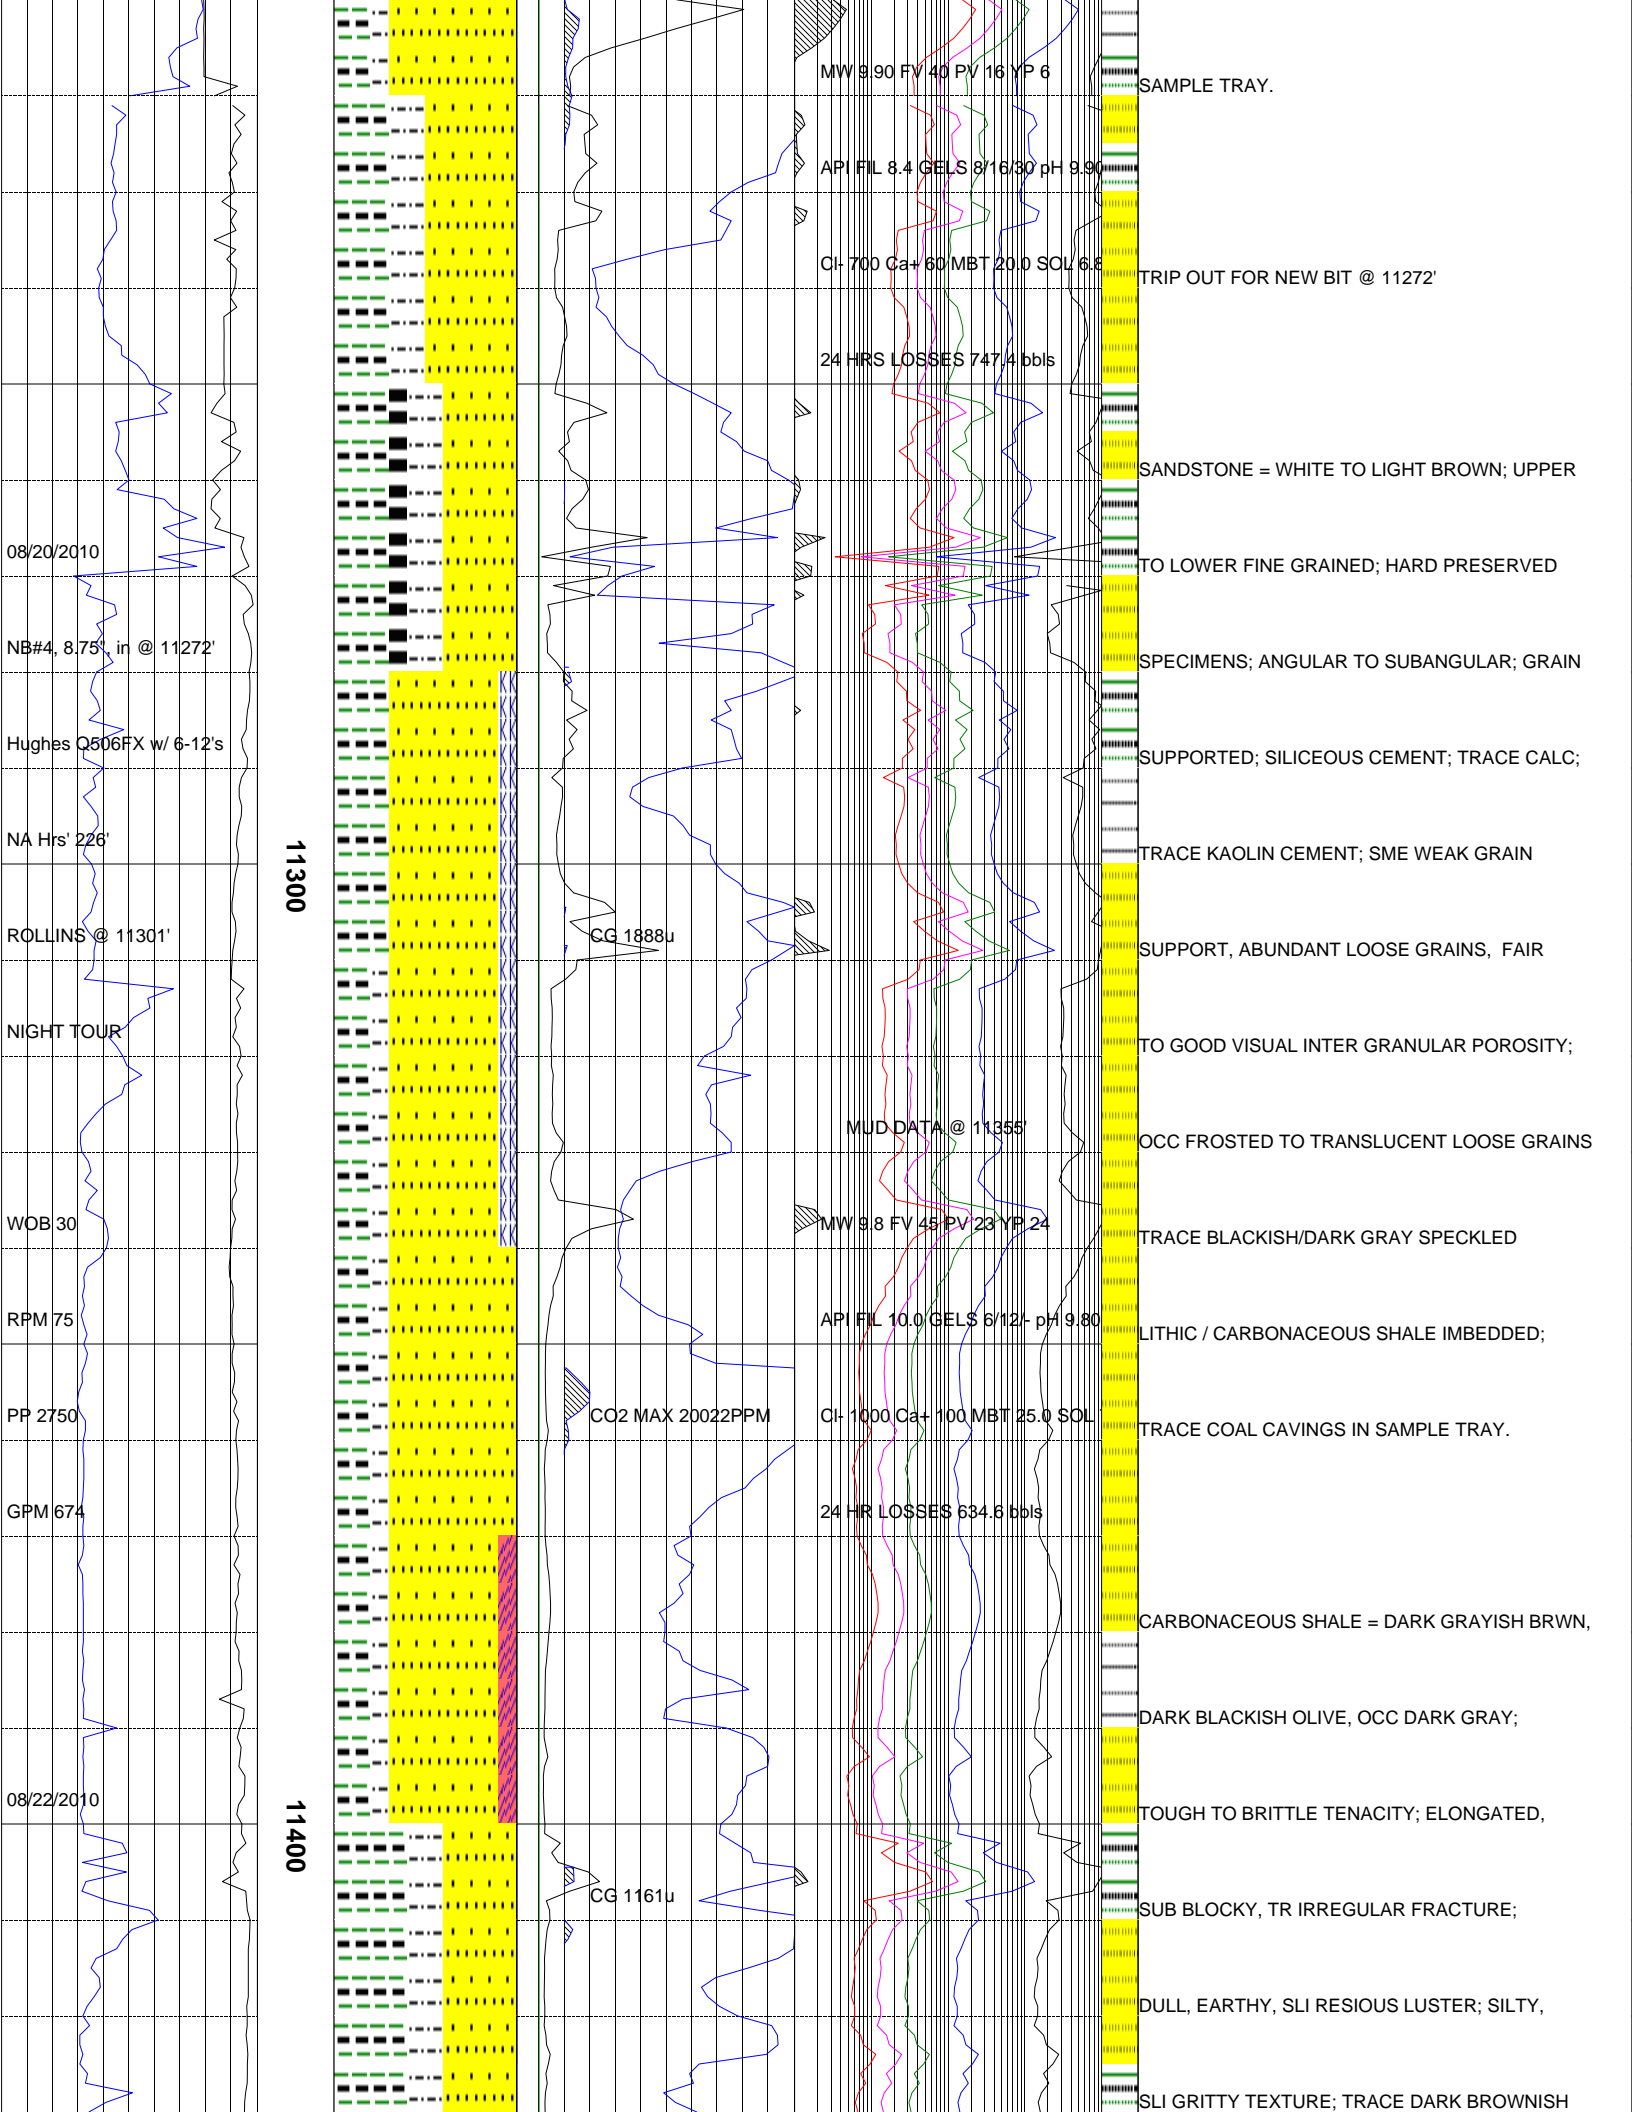 MW 9.90 FV 40 PV 16 YP 6
SAMPLE TRAY.
API FIL 8.4 GELS 8/16/30 pH 9.90
Cl- 700 Ca+ 60 MBT 20.0 SOL 6.8
TRIP OUT FOR NEW BIT @ 11272'
24 HRS LOSSES 747.4 bbls
SANDSTONE = WHITE TO LIGHT BROWN; UPPER
08/20/2010
TO LOWER FINE GRAINED; HARD PRESERVED
NB#4, 8.75", in @ 11272'
SPECIMENS; ANGULAR TO SUBANGULAR; GRAIN
Hughes Q506FX w/ 6-12's
SUPPORTED; SILICEOUS CEMENT; TRACE CALC;
NA Hrs' 226'
11300
TRACE KAOLIN CEMENT; SME WEAK GRAIN
ROLLINS @ 11301'
CG 1888u
SUPPORT, ABUNDANT LOOSE GRAINS, FAIR
NIGHT TOUR
TO GOOD VISUAL INTER GRANULAR POROSITY;
MUD DATA @ 11355'
OCC FROSTED TO TRANSLUCENT LOOSE GRAINS
WOB 30
MW 9.8 FV 45 PV 23 YP 24
TRACE BLACKISH/DARK GRAY SPECKLED
RPM 75
API FIL 10.0 GELS 6/12/- pH 9.80
LITHIC / CARBONACEOUS SHALE IMBEDDED;
PP 2750
CO2 MAX 20022PPM
Cl- 1000 Ca+ 100 MBT 25.0 SOL
TRACE COAL CAVINGS IN SAMPLE TRAY.
GPM 674
24 HR LOSSES 634.6 bbls
CARBONACEOUS SHALE = DARK GRAYISH BRWN,
DARK BLACKISH OLIVE, OCC DARK GRAY;
08/22/2010
11400
TOUGH TO BRITTLE TENACITY; ELONGATED,
CG 1161u
SUB BLOCKY, TR IRREGULAR FRACTURE;
DULL, EARTHY, SLI RESIOUS LUSTER; SILTY,
SLI GRITTY TEXTURE; TRACE DARK BROWNISH